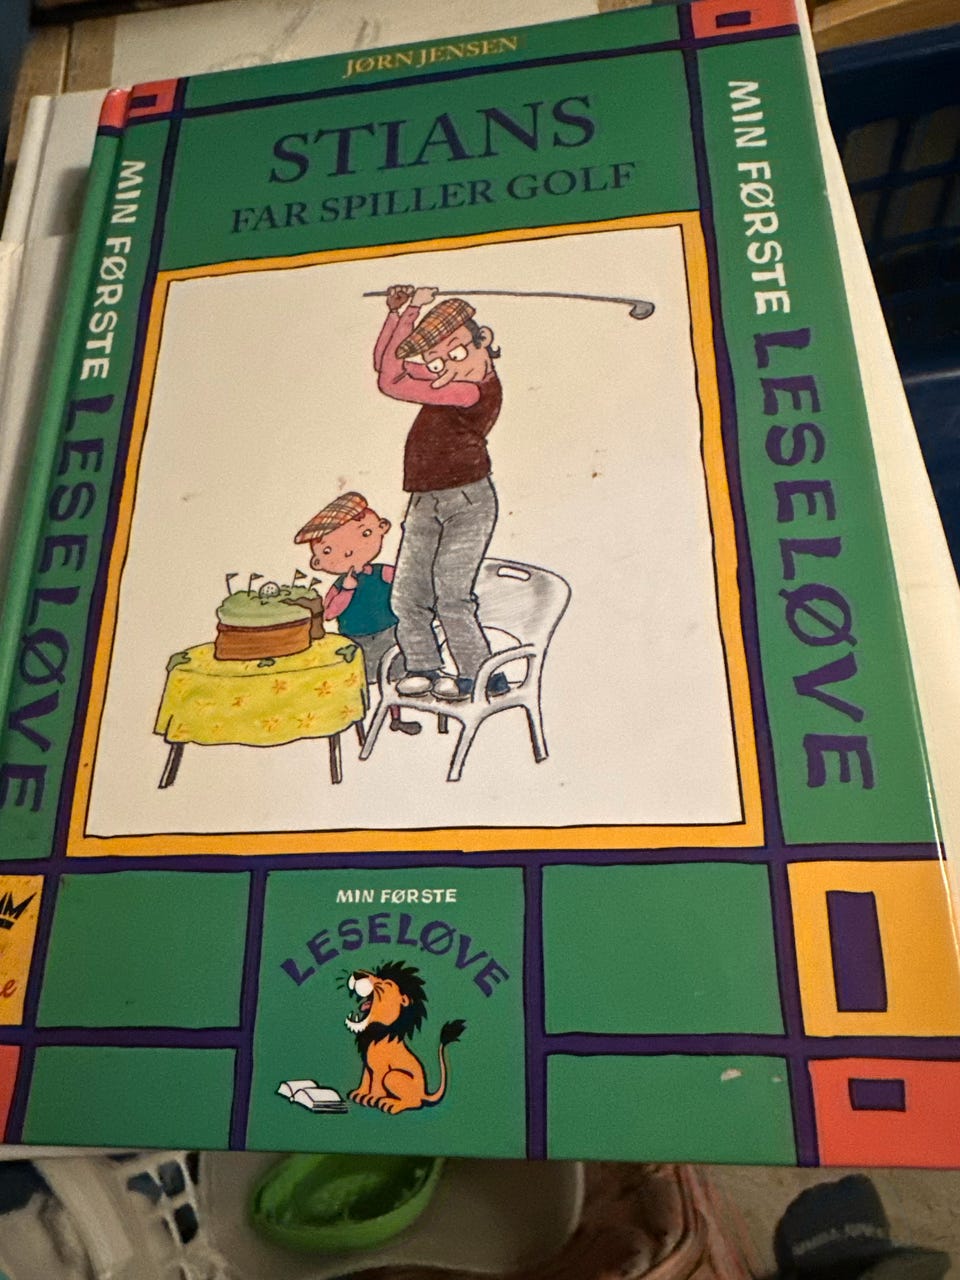 JØRN JENSEN
STIANS
FAR SPILLER GOLF
MIN FØRSTE LESELØVE
MIN FØRSTE LESELØVE
MIN FØRSTE
LESELØVE